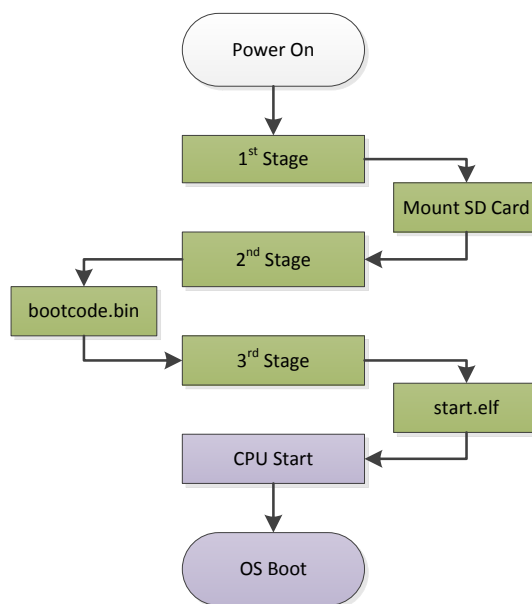 Power On
1st Stage
Mount SD Card
2nd Stage
bootcode.bin
3rd Stage
start.elf
CPU Start
OS Boot